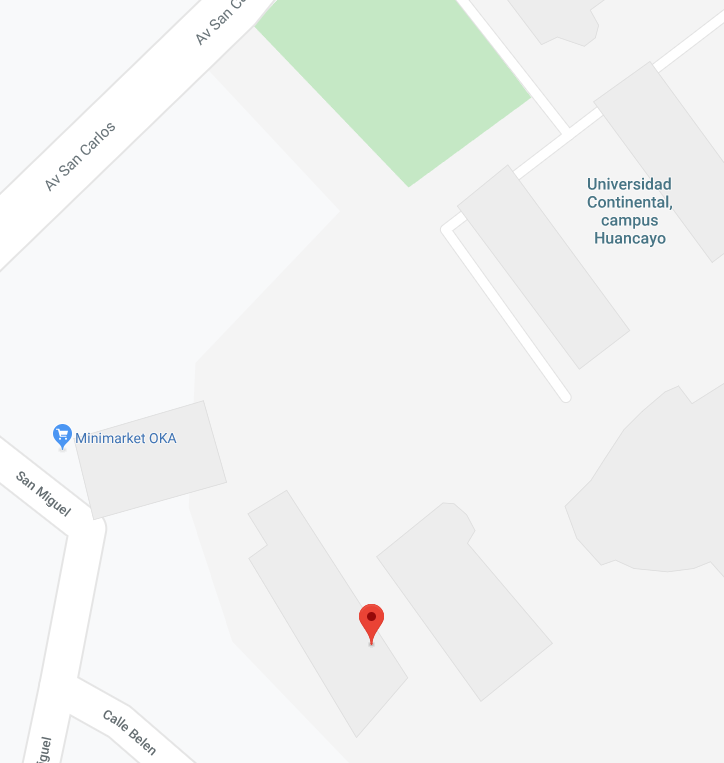 Av San Ca
Av San Carlos
Universidad
Continental,
campus
Huancayo
Minimarket OKA
San Miguel
Calle Belen
iguel